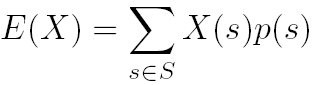 E(X) = ∑_{s∈S} X(s)p(s)